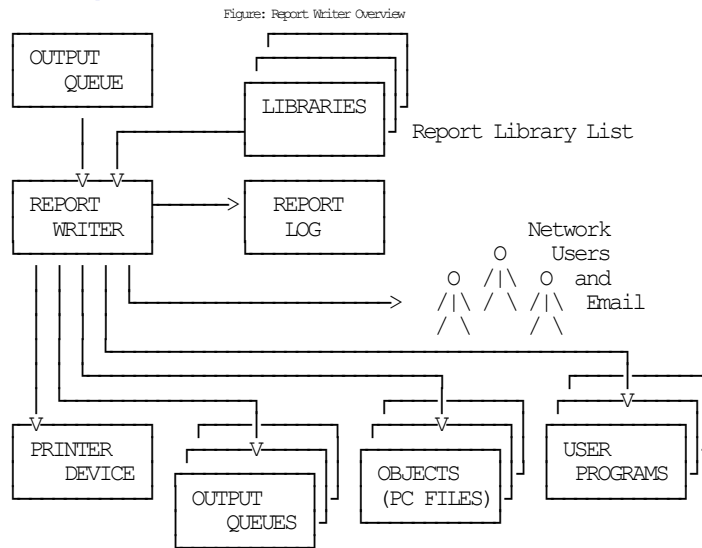 Figure: Report Writer Overview
OUTPUT
QUEUE
LIBRARIES
Report Library List
REPORT
WRITER
REPORT
LOG
Network
Users
and
Email
PRINTER
DEVICE
OUTPUT
QUEUES
OBJECTS
(PC FILES)
USER
PROGRAMS